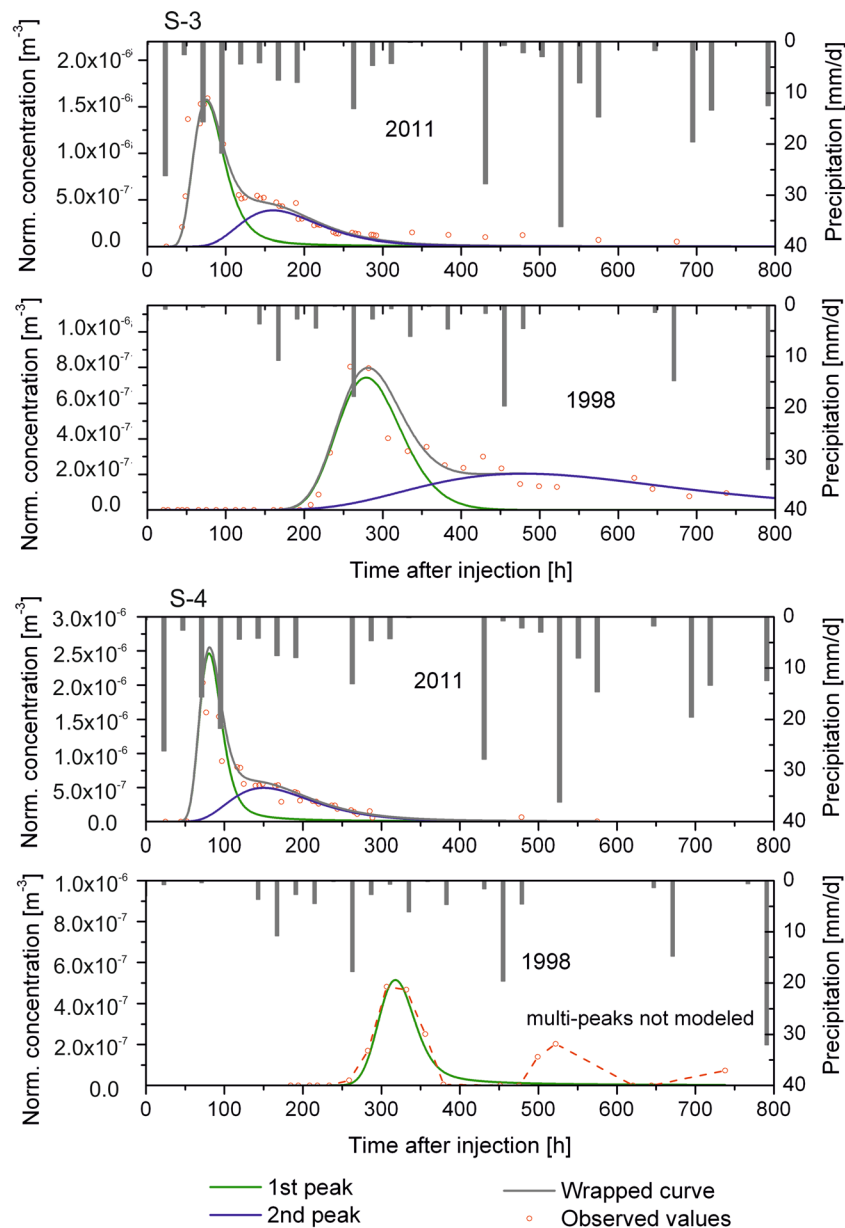 S-3
Norm. concentration [m⁻³]
2.0x10⁻⁶
1.5x10⁻⁶
1.0x10⁻⁶
5.0x10⁻⁷
0.0
2011
0
10
20
30
40
Precipitation [mm/d]
0 100 200 300 400 500 600 700 800
Norm. concentration [m⁻³]
1.0x10⁻⁶
8.0x10⁻⁷
6.0x10⁻⁷
4.0x10⁻⁷
2.0x10⁻⁷
0.0
1998
0
10
20
30
40
Precipitation [mm/d]
0 100 200 300 400 500 600 700 800
Time after injection [h]
S-4
Norm. concentration [m⁻³]
3.0x10⁻⁶
2.5x10⁻⁶
2.0x10⁻⁶
1.5x10⁻⁶
1.0x10⁻⁶
5.0x10⁻⁷
0.0
2011
0
10
20
30
40
Precipitation [mm/d]
0 100 200 300 400 500 600 700 800
Norm. concentration [m⁻³]
1.0x10⁻⁶
8.0x10⁻⁷
6.0x10⁻⁷
4.0x10⁻⁷
2.0x10⁻⁷
0.0
1998
multi-peaks not modeled
0
10
20
30
40
Precipitation [mm/d]
0 100 200 300 400 500 600 700 800
Time after injection [h]
1st peak
2nd peak
Wrapped curve
Observed values